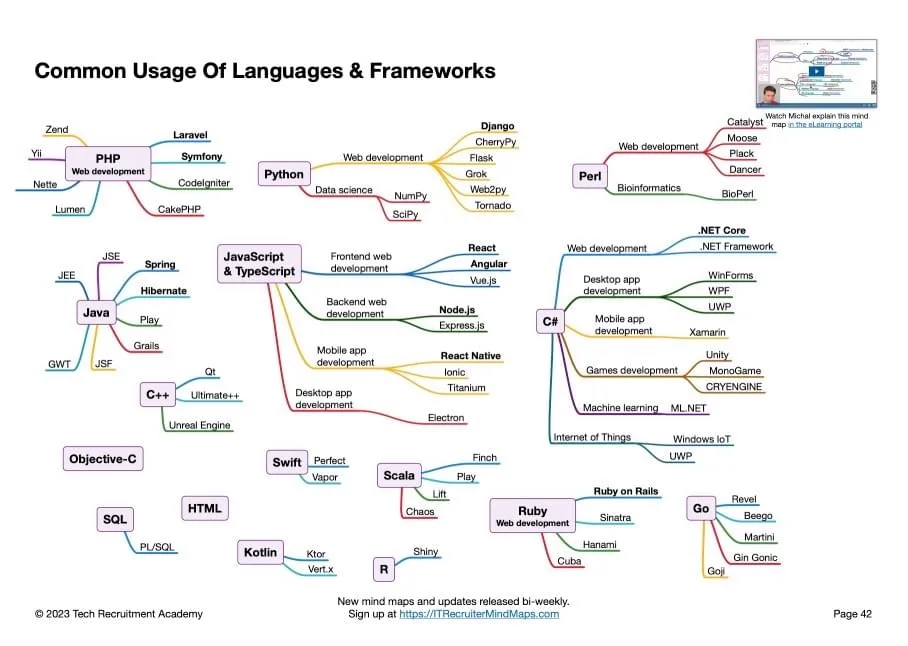 Common Usage Of Languages & Frameworks
Watch Michal explain this mind
map in the eLearning portal
Zend
Yii
Nette
Lumen
PHP
Web development
Laravel
Symfony
CodeIgniter
CakePHP
Python
Web development
Django
CherryPy
Flask
Grok
Web2py
Tornado
Data science
NumPy
SciPy
Perl
Web development
Catalyst
Moose
Plack
Dancer
Bioinformatics
BioPerl
JSE
JEE
Java
GWT
JSF
Spring
Hibernate
Play
Grails
JavaScript
& TypeScript
Frontend web
development
React
Angular
Vue.js
Backend web
development
Node.js
Express.js
Mobile app
development
React Native
Ionic
Titanium
Desktop app
development
Electron
C#
Web development
.NET Core
.NET Framework
Desktop app
development
WinForms
WPF
UWP
Mobile app
development
Xamarin
Games development
Unity
MonoGame
CRYENGINE
Machine learning
ML.NET
Internet of Things
Windows IoT
UWP
C++
Qt
Ultimate++
Unreal Engine
Objective-C
Swift
Perfect
Vapor
Scala
Finch
Play
Lift
Chaos
SQL
PL/SQL
HTML
Kotlin
Ktor
Vert.x
R
Shiny
Ruby
Web development
Ruby on Rails
Sinatra
Hanami
Cuba
Go
Revel
Beego
Martini
Gin Gonic
Goji
© 2023 Tech Recruitment Academy
New mind maps and updates released bi-weekly.
Sign up at https://ITRecruiterMindMaps.com
Page 42